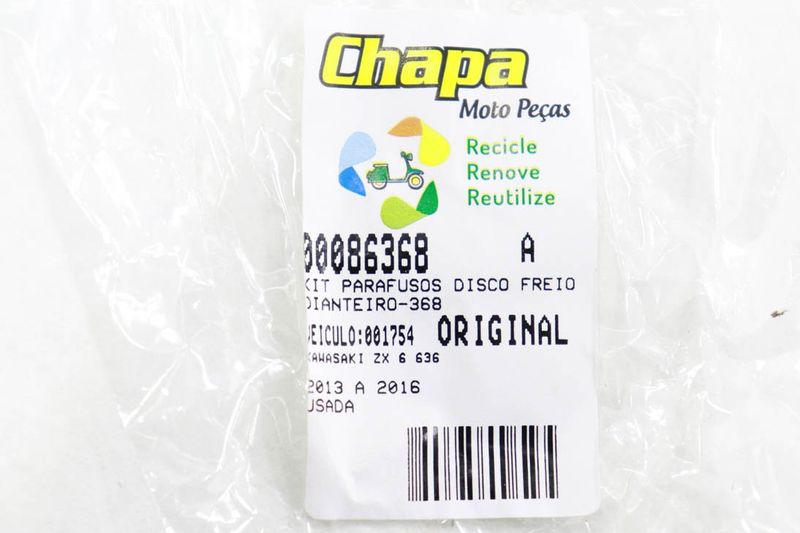 Chapa
Moto Peças
Recicle
Renove
Reutilize
00086368 A
KIT PARAFUSOS DISCO FREIO
DIANTEIRO-368
VEICULO:001754 ORIGINAL
KAWASAKI ZX 6 636
2013 A 2016
USADA